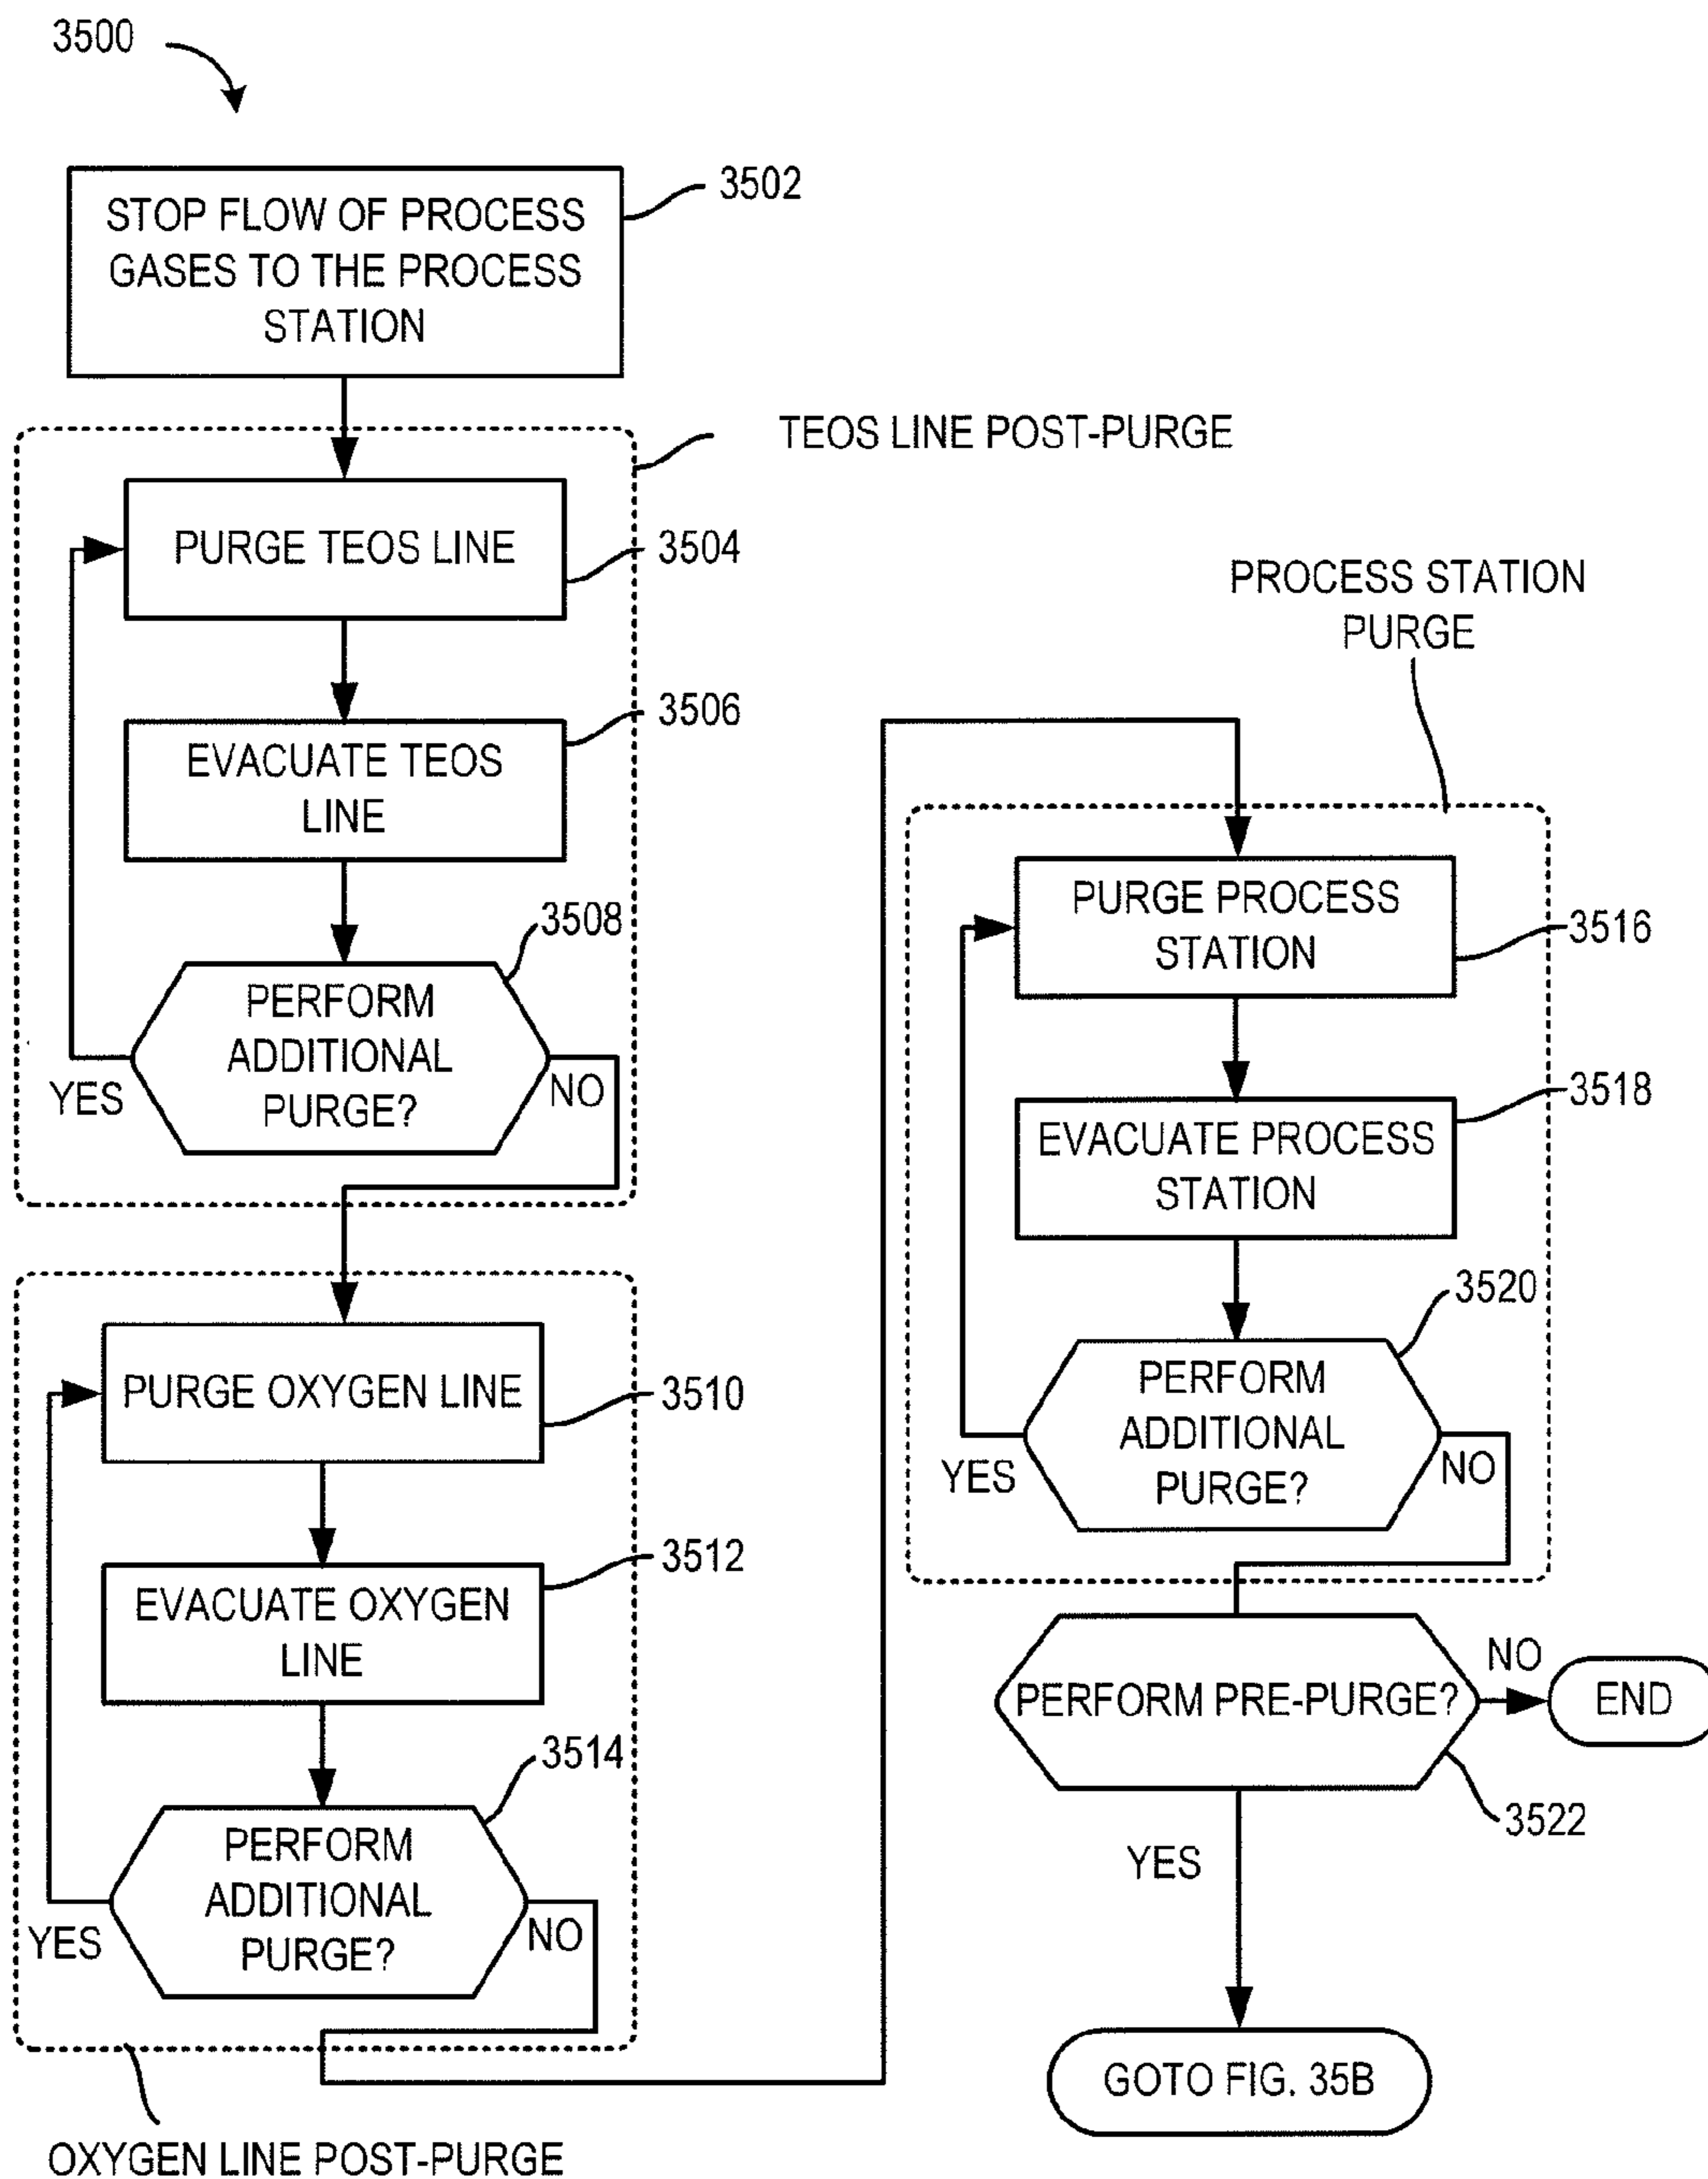 3500
STOP FLOW OF PROCESS
GASES TO THE PROCESS
STATION
3502
TEOS LINE POST-PURGE
PURGE TEOS LINE
3504
EVACUATE TEOS
LINE
3506
PERFORM
ADDITIONAL
PURGE?
3508
YES
NO
PURGE OXYGEN LINE
3510
EVACUATE OXYGEN
LINE
3512
PERFORM
ADDITIONAL
PURGE?
3514
YES
NO
OXYGEN LINE POST-PURGE
PROCESS STATION
PURGE
PURGE PROCESS
STATION
3516
EVACUATE PROCESS
STATION
3518
PERFORM
ADDITIONAL
PURGE?
3520
YES
NO
PERFORM PRE-PURGE?
3522
NO
END
YES
GOTO FIG. 35B